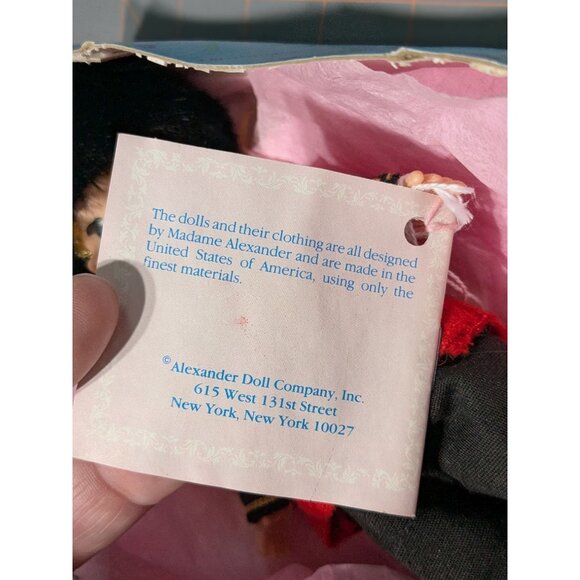 The dolls and their clothing are all designed
by Madame Alexander and are made in the
United States of America, using only the
finest materials.
©Alexander Doll Company, Inc.
615 West 131st Street
New York, New York 10027